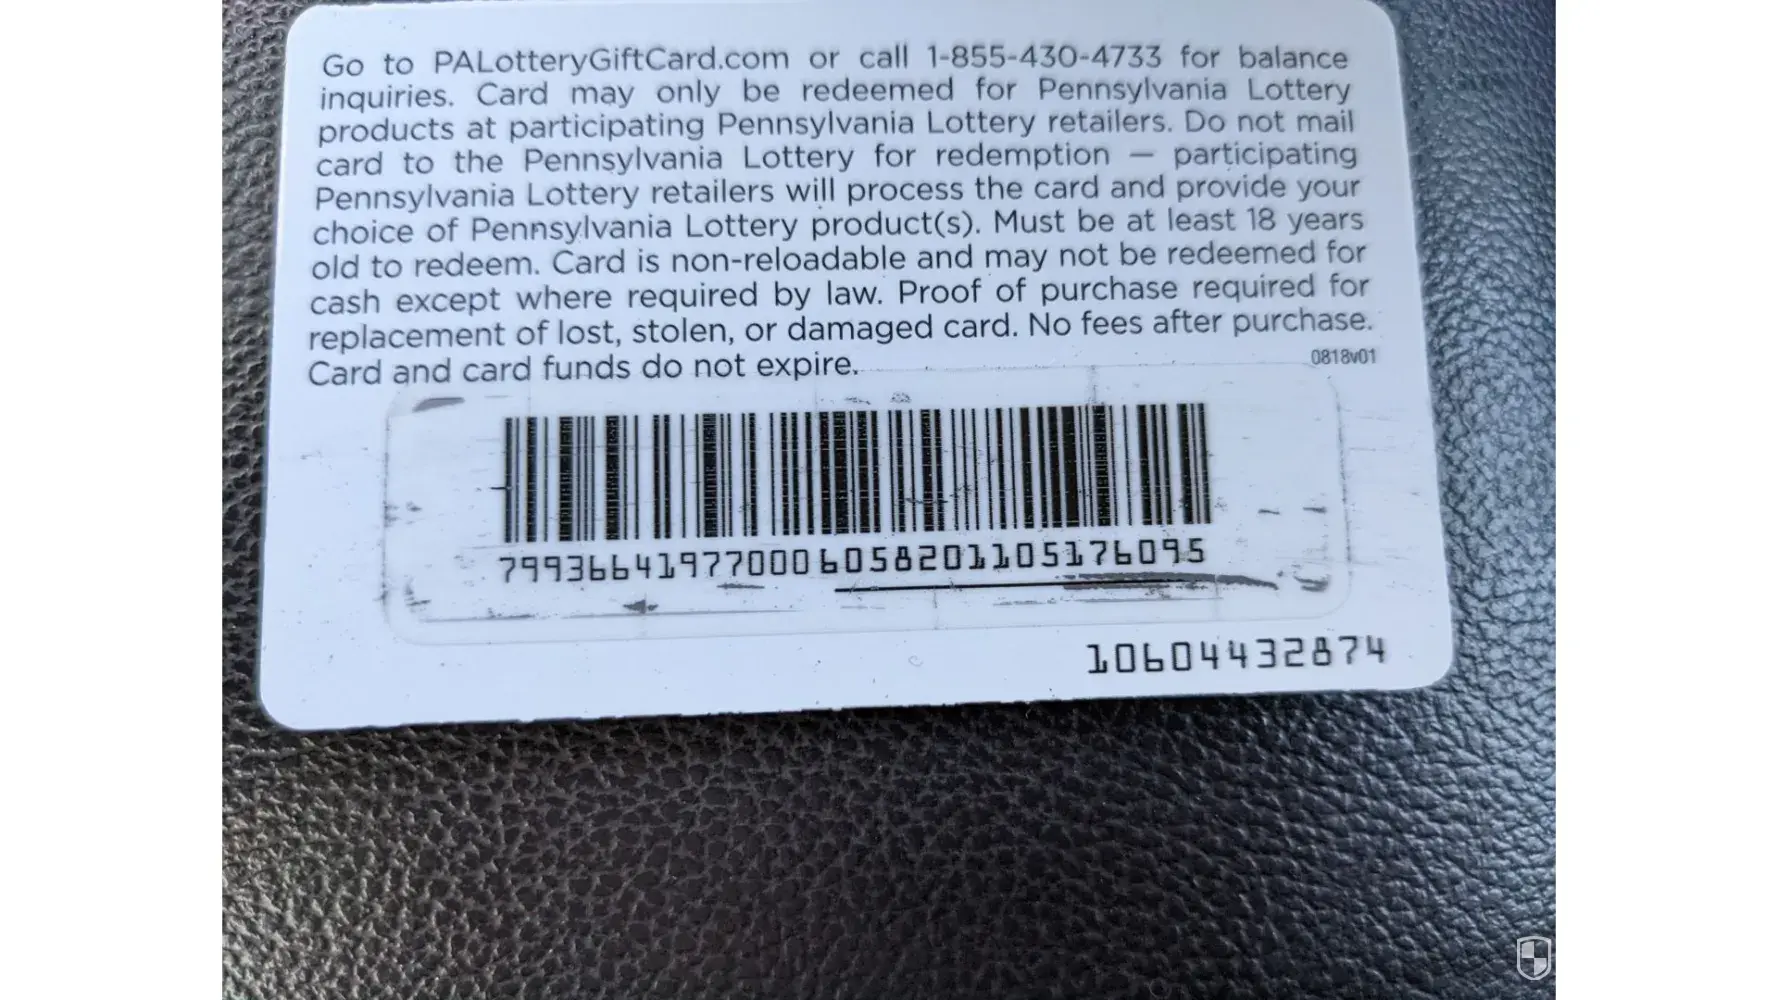 Go to PALotteryGiftCard.com or call 1-855-430-4733 for balance
inquiries. Card may only be redeemed for Pennsylvania Lottery
products at participating Pennsylvania Lottery retailers. Do not mail
card to the Pennsylvania Lottery for redemption — participating
Pennsylvania Lottery retailers will process the card and provide your
choice of Pennsylvania Lottery product(s). Must be at least 18 years
old to redeem. Card is non-reloadable and may not be redeemed for
cash except where required by law. Proof of purchase required for
replacement of lost, stolen, or damaged card. No fees after purchase.
Card and card funds do not expire.
0818v01
799366419770006058201105176095
10604432874